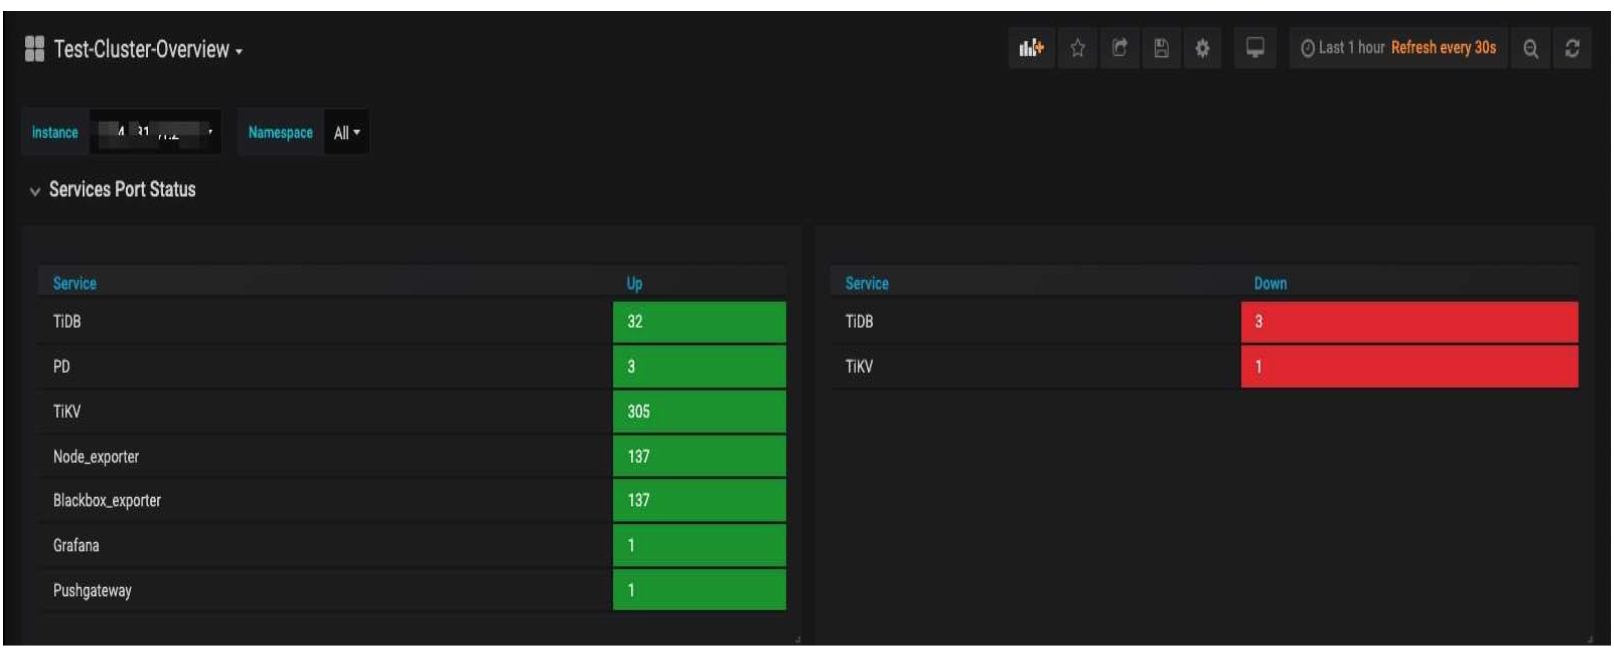 Test-Cluster-Overview
Last 1 hour Refresh every 30s
instance
Namespace All
Services Port Status
Service Up
TiDB 32
PD 3
TiKV 305
Node_exporter 137
Blackbox_exporter 137
Grafana 1
Pushgateway 1
Service Down
TiDB 3
TiKV 1